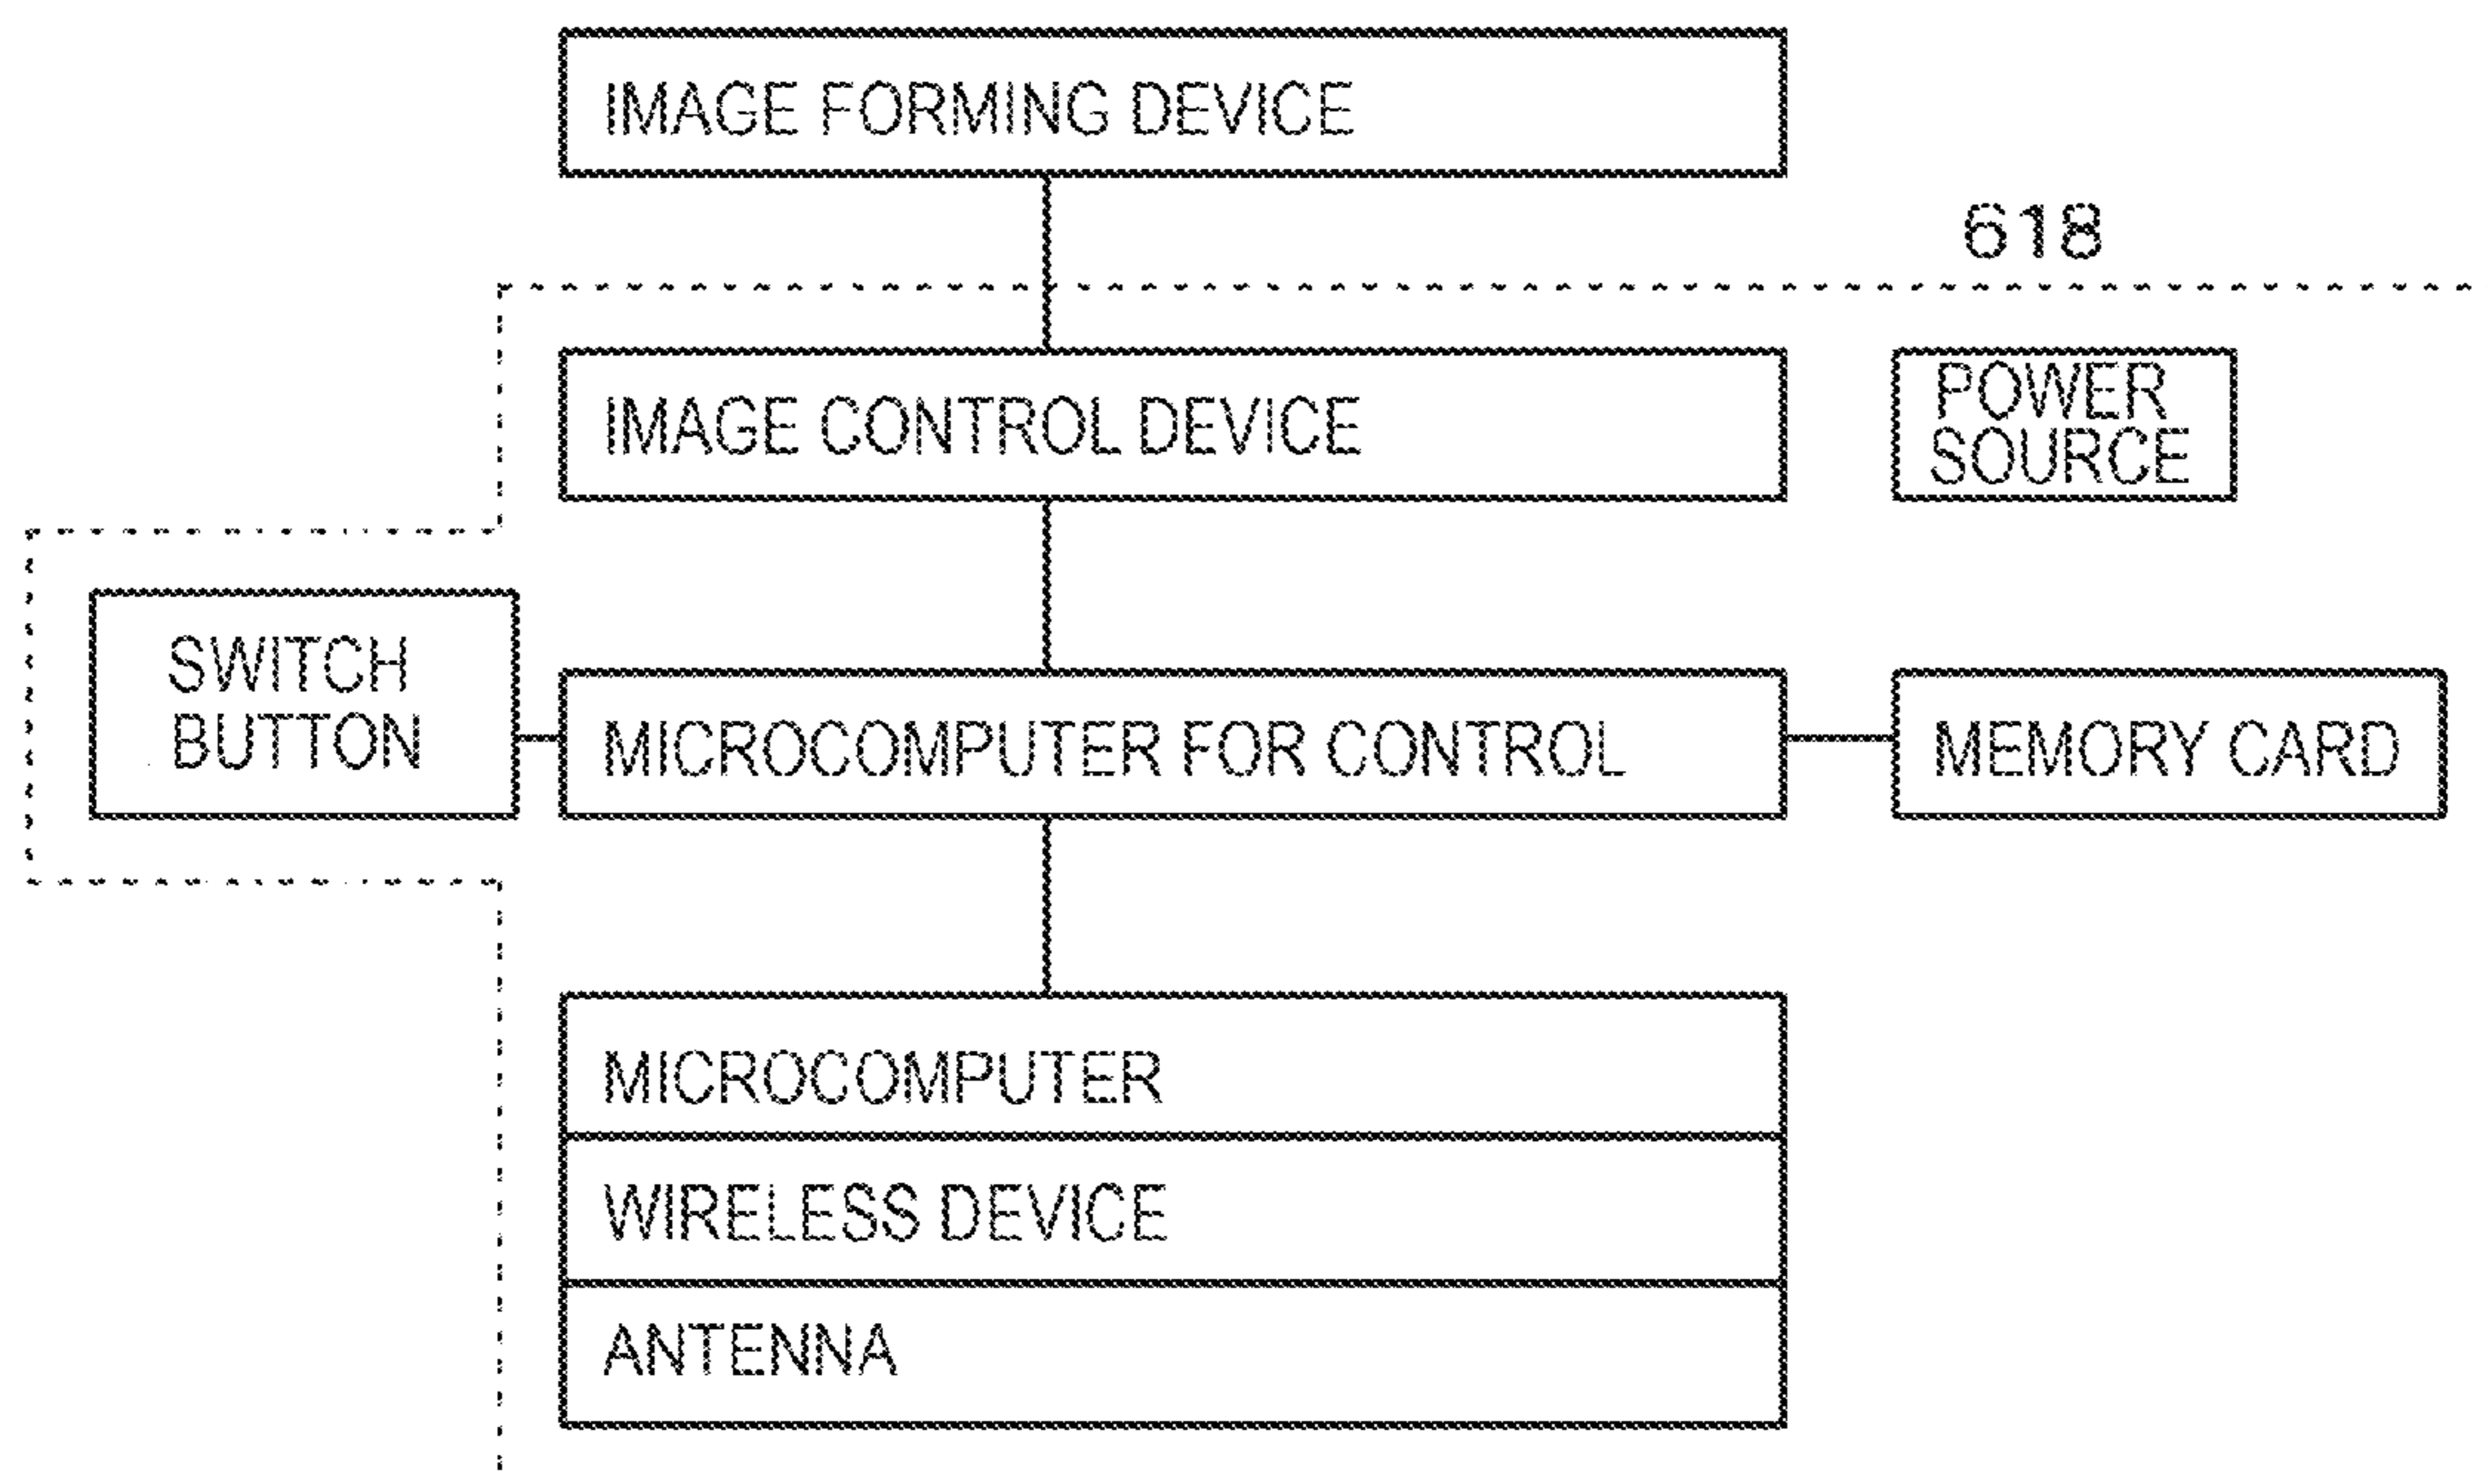 IMAGE FORMING DEVICE
618
IMAGE CONTROL DEVICE
POWER
SOURCE
SWITCH
BUTTON
MICROCOMPUTER FOR CONTROL
MEMORY CARD
MICROCOMPUTER
WIRELESS DEVICE
ANTENNA